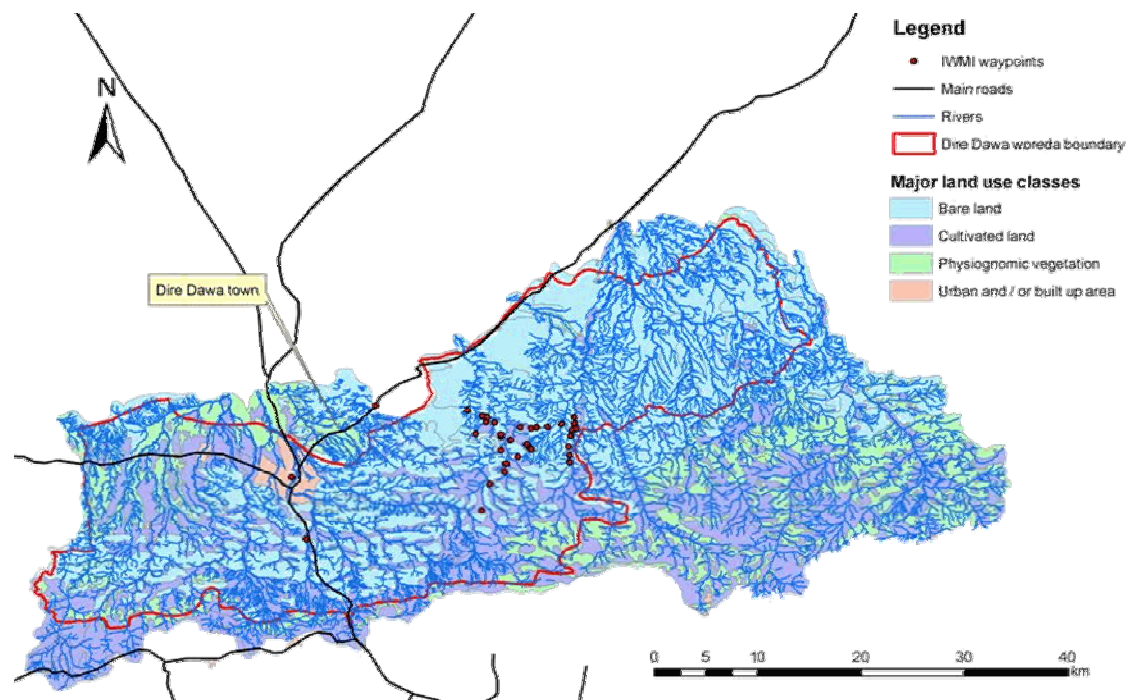 Legend
IWMI waypoints
Main roads
Rivers
Dire Dawa woreda boundary
Major land use classes
Bare land
Cultivated land
Physiognomic vegetation
Urban and / or built up area
N
Dire Dawa town
0 5 10 20 30 40
km